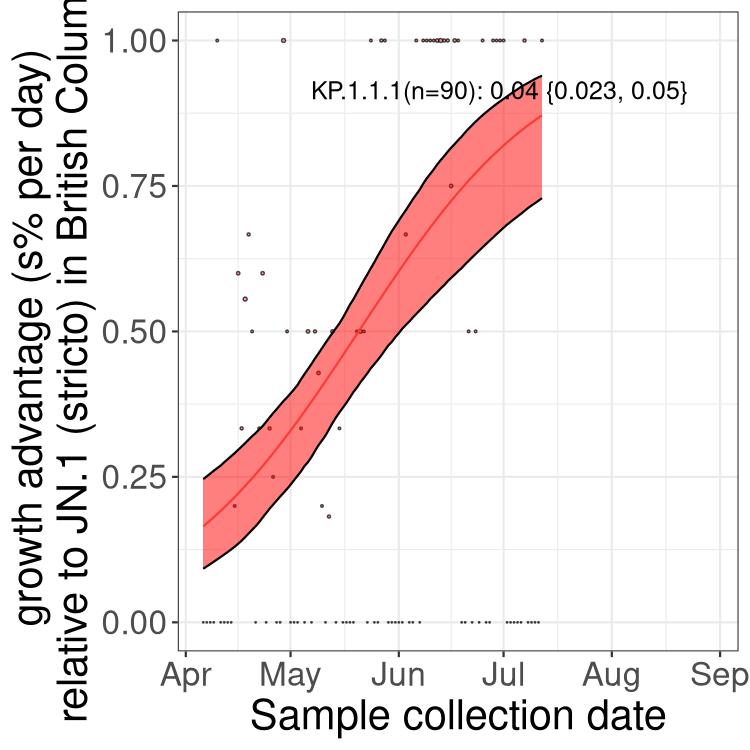 growth advantage (s% per day)
relative to JN.1 (stricto) in British Colum
1.00
0.75
0.50
0.25
0.00
KP.1.1.1(n=90): 0.04 {0.023, 0.05}
Apr May Jun Jul Aug Sep
Sample collection date